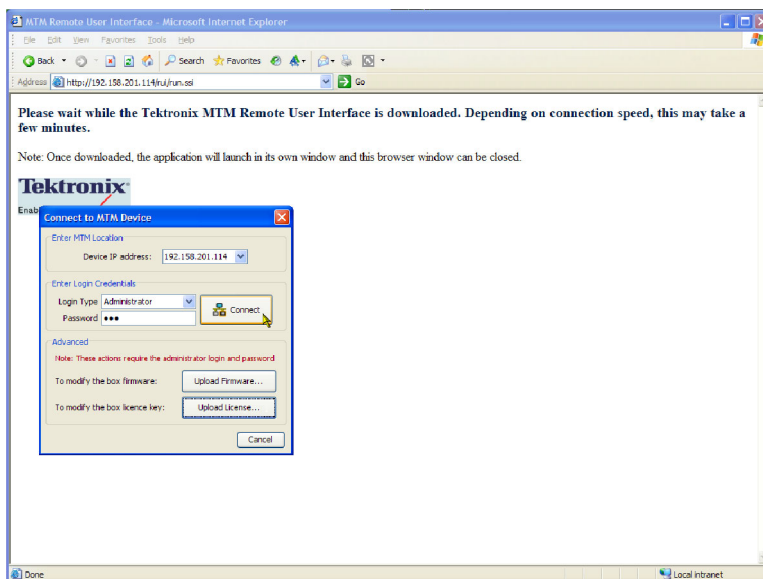 MTM Remote User Interface - Microsoft Internet Explorer
File Edit View Favorites Tools Help
Back Search Favorites
Address http://192.158.201.114/rui/run.ssi Go
Please wait while the Tektronix MTM Remote User Interface is downloaded. Depending on connection speed, this may take a
few minutes.
Note: Once downloaded, the application will launch in its own window and this browser window can be closed.
Tektronix
Enab
Connect to MTM Device
Enter MTM Location
Device IP address: 192.158.201.114
Enter Login Credentials
Login Type Administrator
Connect
Password •••
Advanced
Note: These actions require the administrator login and password
To modify the box firmware: Upload Firmware...
To modify the box licence key: Upload License...
Cancel
Done Local intranet